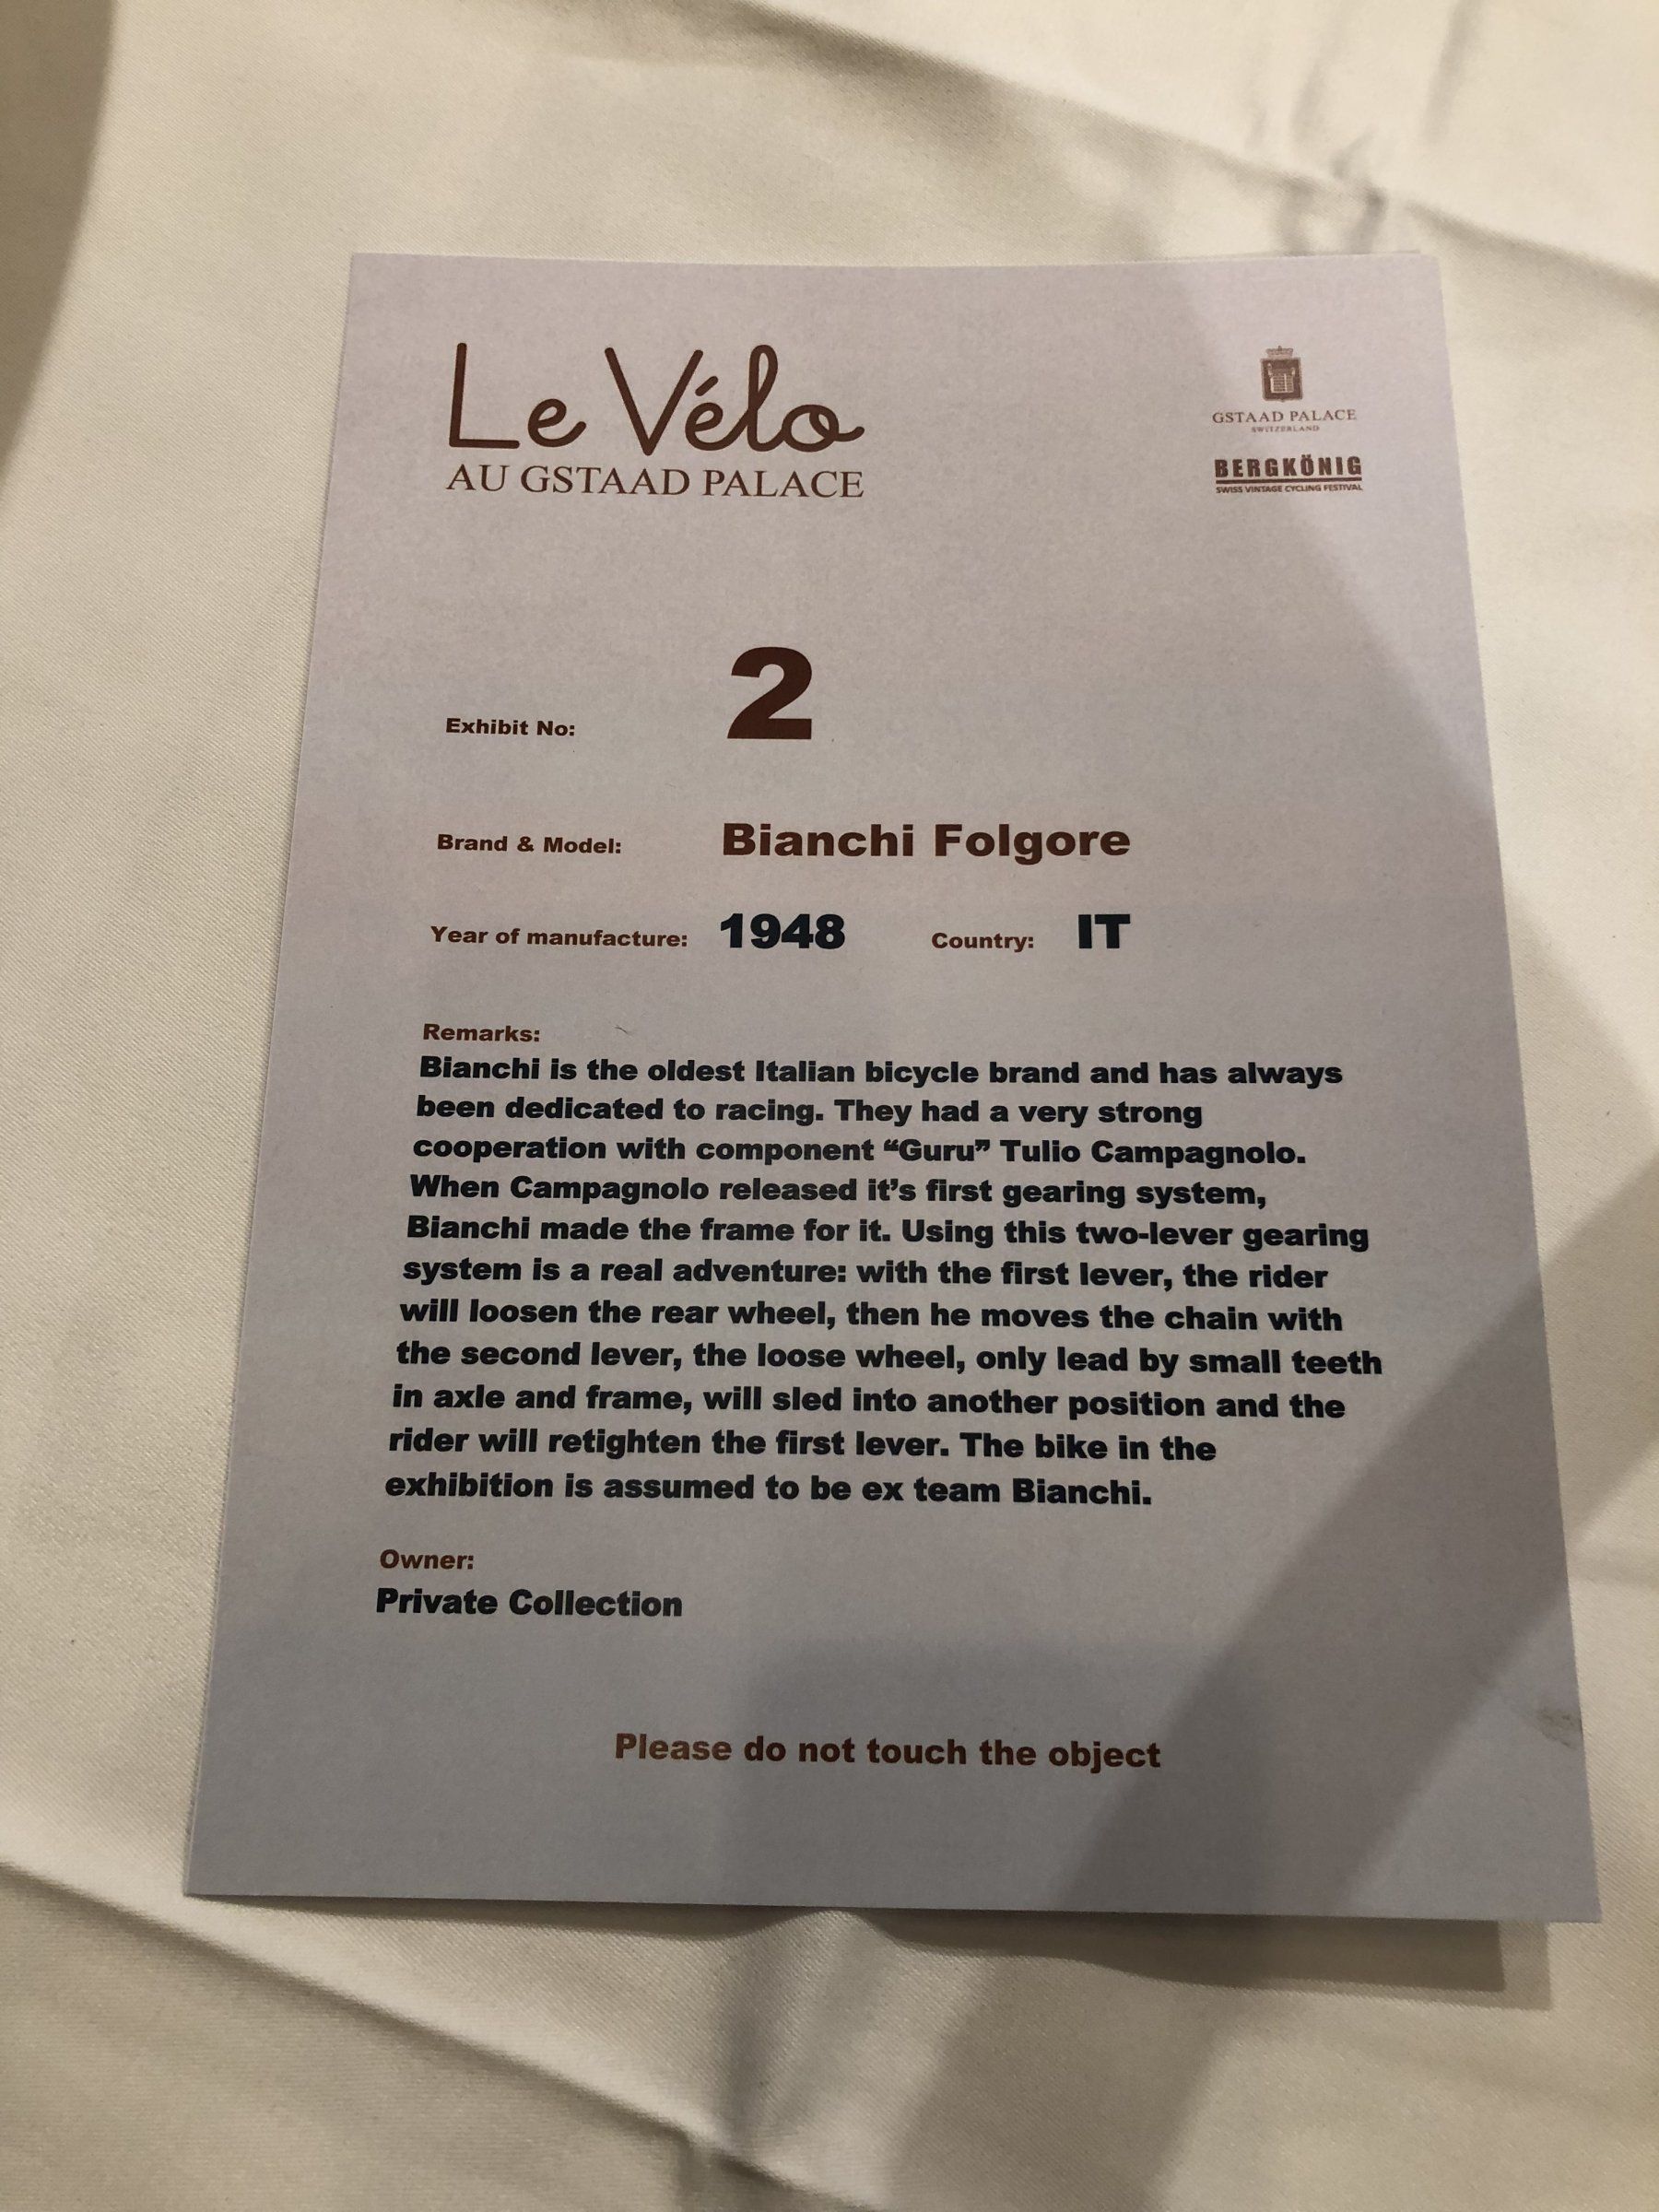 Le Vélo
AU GSTAAD PALACE
GSTAAD PALACE
SWITZERLAND
BERGKÖNIG
SWISS VINTAGE CYCLING FESTIVAL
Exhibit No: 2
Brand & Model: Bianchi Folgore
Year of manufacture: 1948 Country: IT
Remarks:
Bianchi is the oldest Italian bicycle brand and has always
been dedicated to racing. They had a very strong
cooperation with component “Guru” Tulio Campagnolo.
When Campagnolo released it’s first gearing system,
Bianchi made the frame for it. Using this two-lever gearing
system is a real adventure: with the first lever, the rider
will loosen the rear wheel, then he moves the chain with
the second lever, the loose wheel, only lead by small teeth
in axle and frame, will sled into another position and the
rider will retighten the first lever. The bike in the
exhibition is assumed to be ex team Bianchi.
Owner:
Private Collection
Please do not touch the object